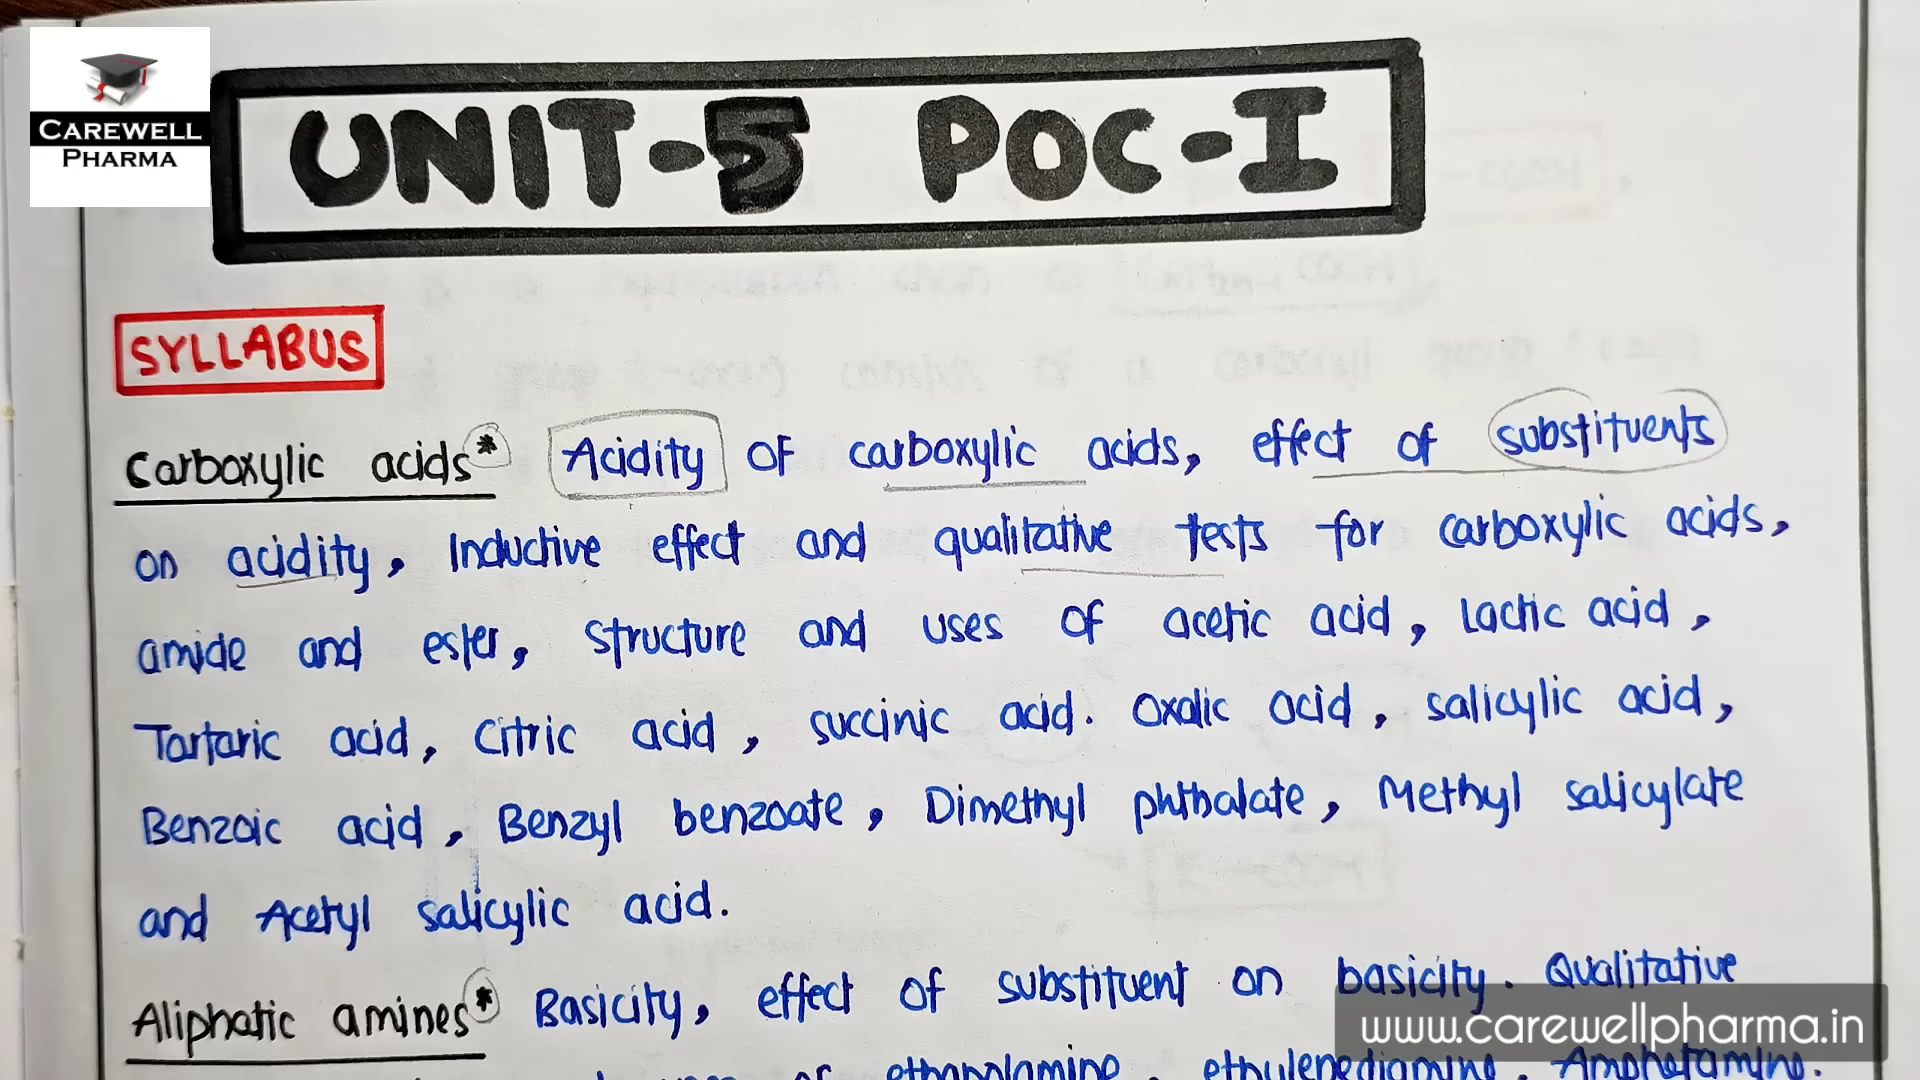 CAREWELL
PHARMA
UNIT-5 POC-I
SYLLABUS
Carboxylic acids* Acidity of carboxylic acids, effect of substituents
on acidity, Inductive effect and qualitative tests for carboxylic acids,
amide and ester, Structure and uses of acetic acid, Lactic acid,
Tartaric acid, Citric acid, succinic acid. Oxalic acid, salicylic acid,
Benzoic acid, Benzyl benzoate, Dimethyl phthalate, Methyl salicylate
and Acetyl salicylic acid.
Aliphatic amines* Basicity, effect of substituent on basicity. Qualitative
ethanolamine, ethylenediamine, Amphetamine.
www.carewellpharma.in